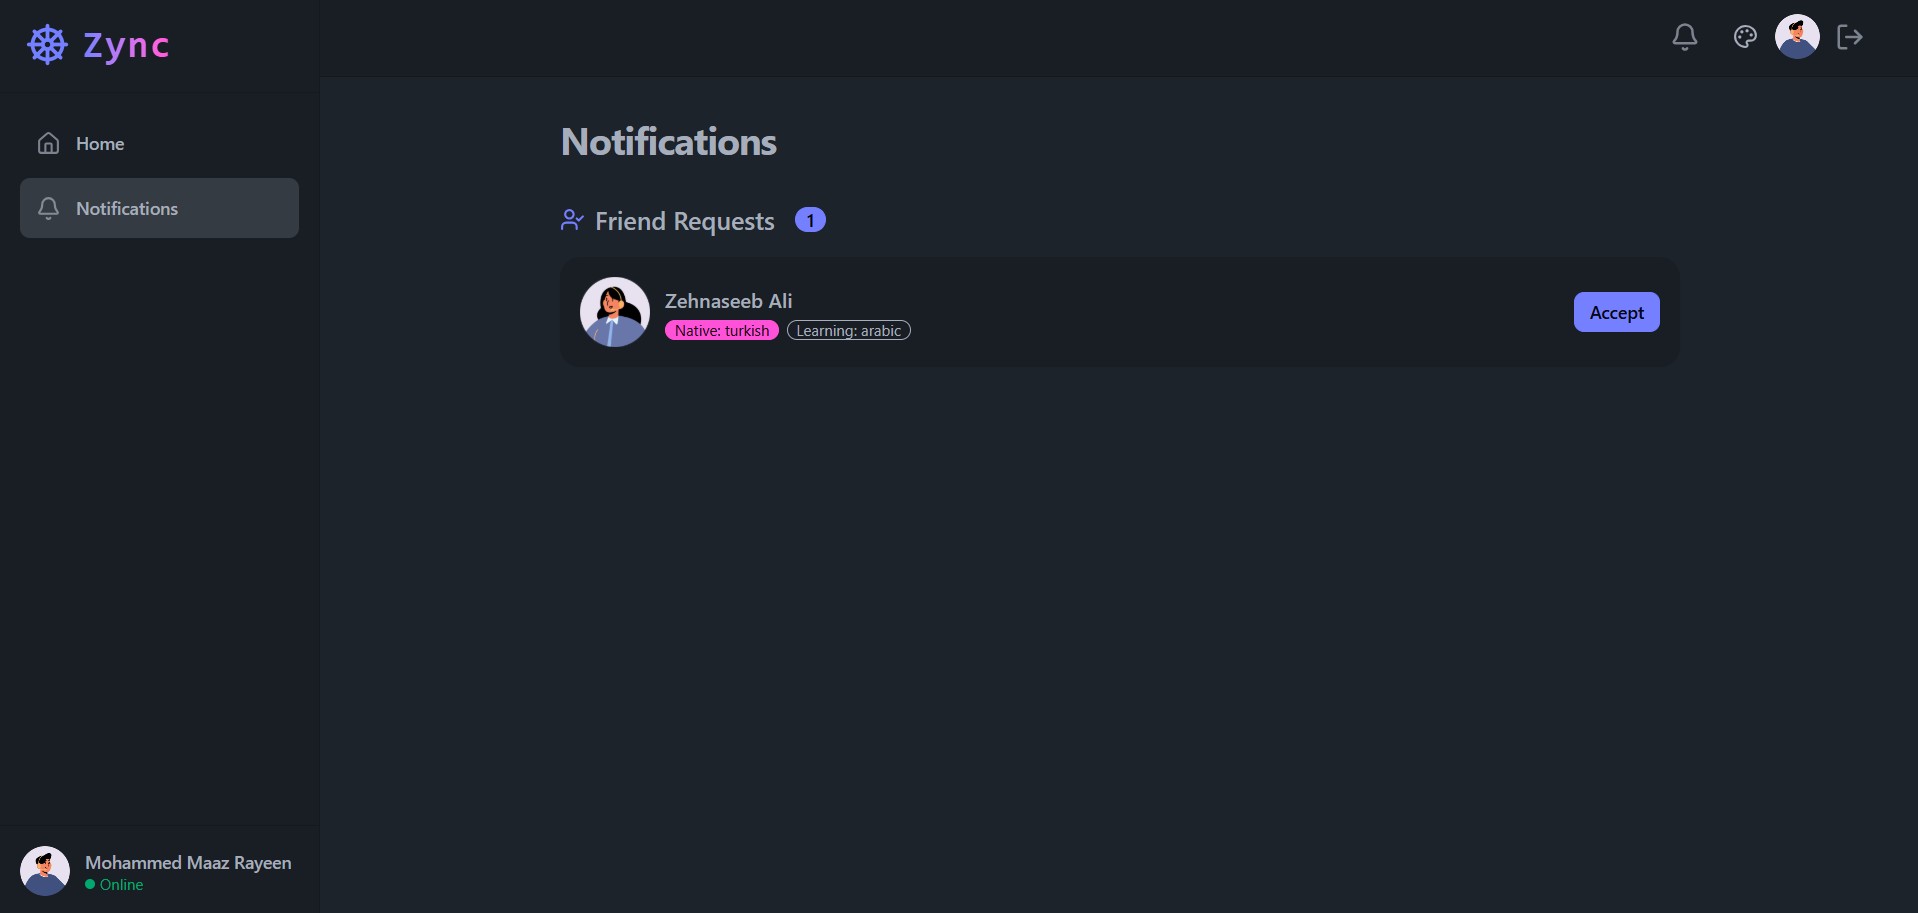 Zync
Home
Notifications
Notifications
Friend Requests 1
Zehnaseeb Ali
Native: turkish Learning: arabic
Accept
Mohammed Maaz Rayeen
Online